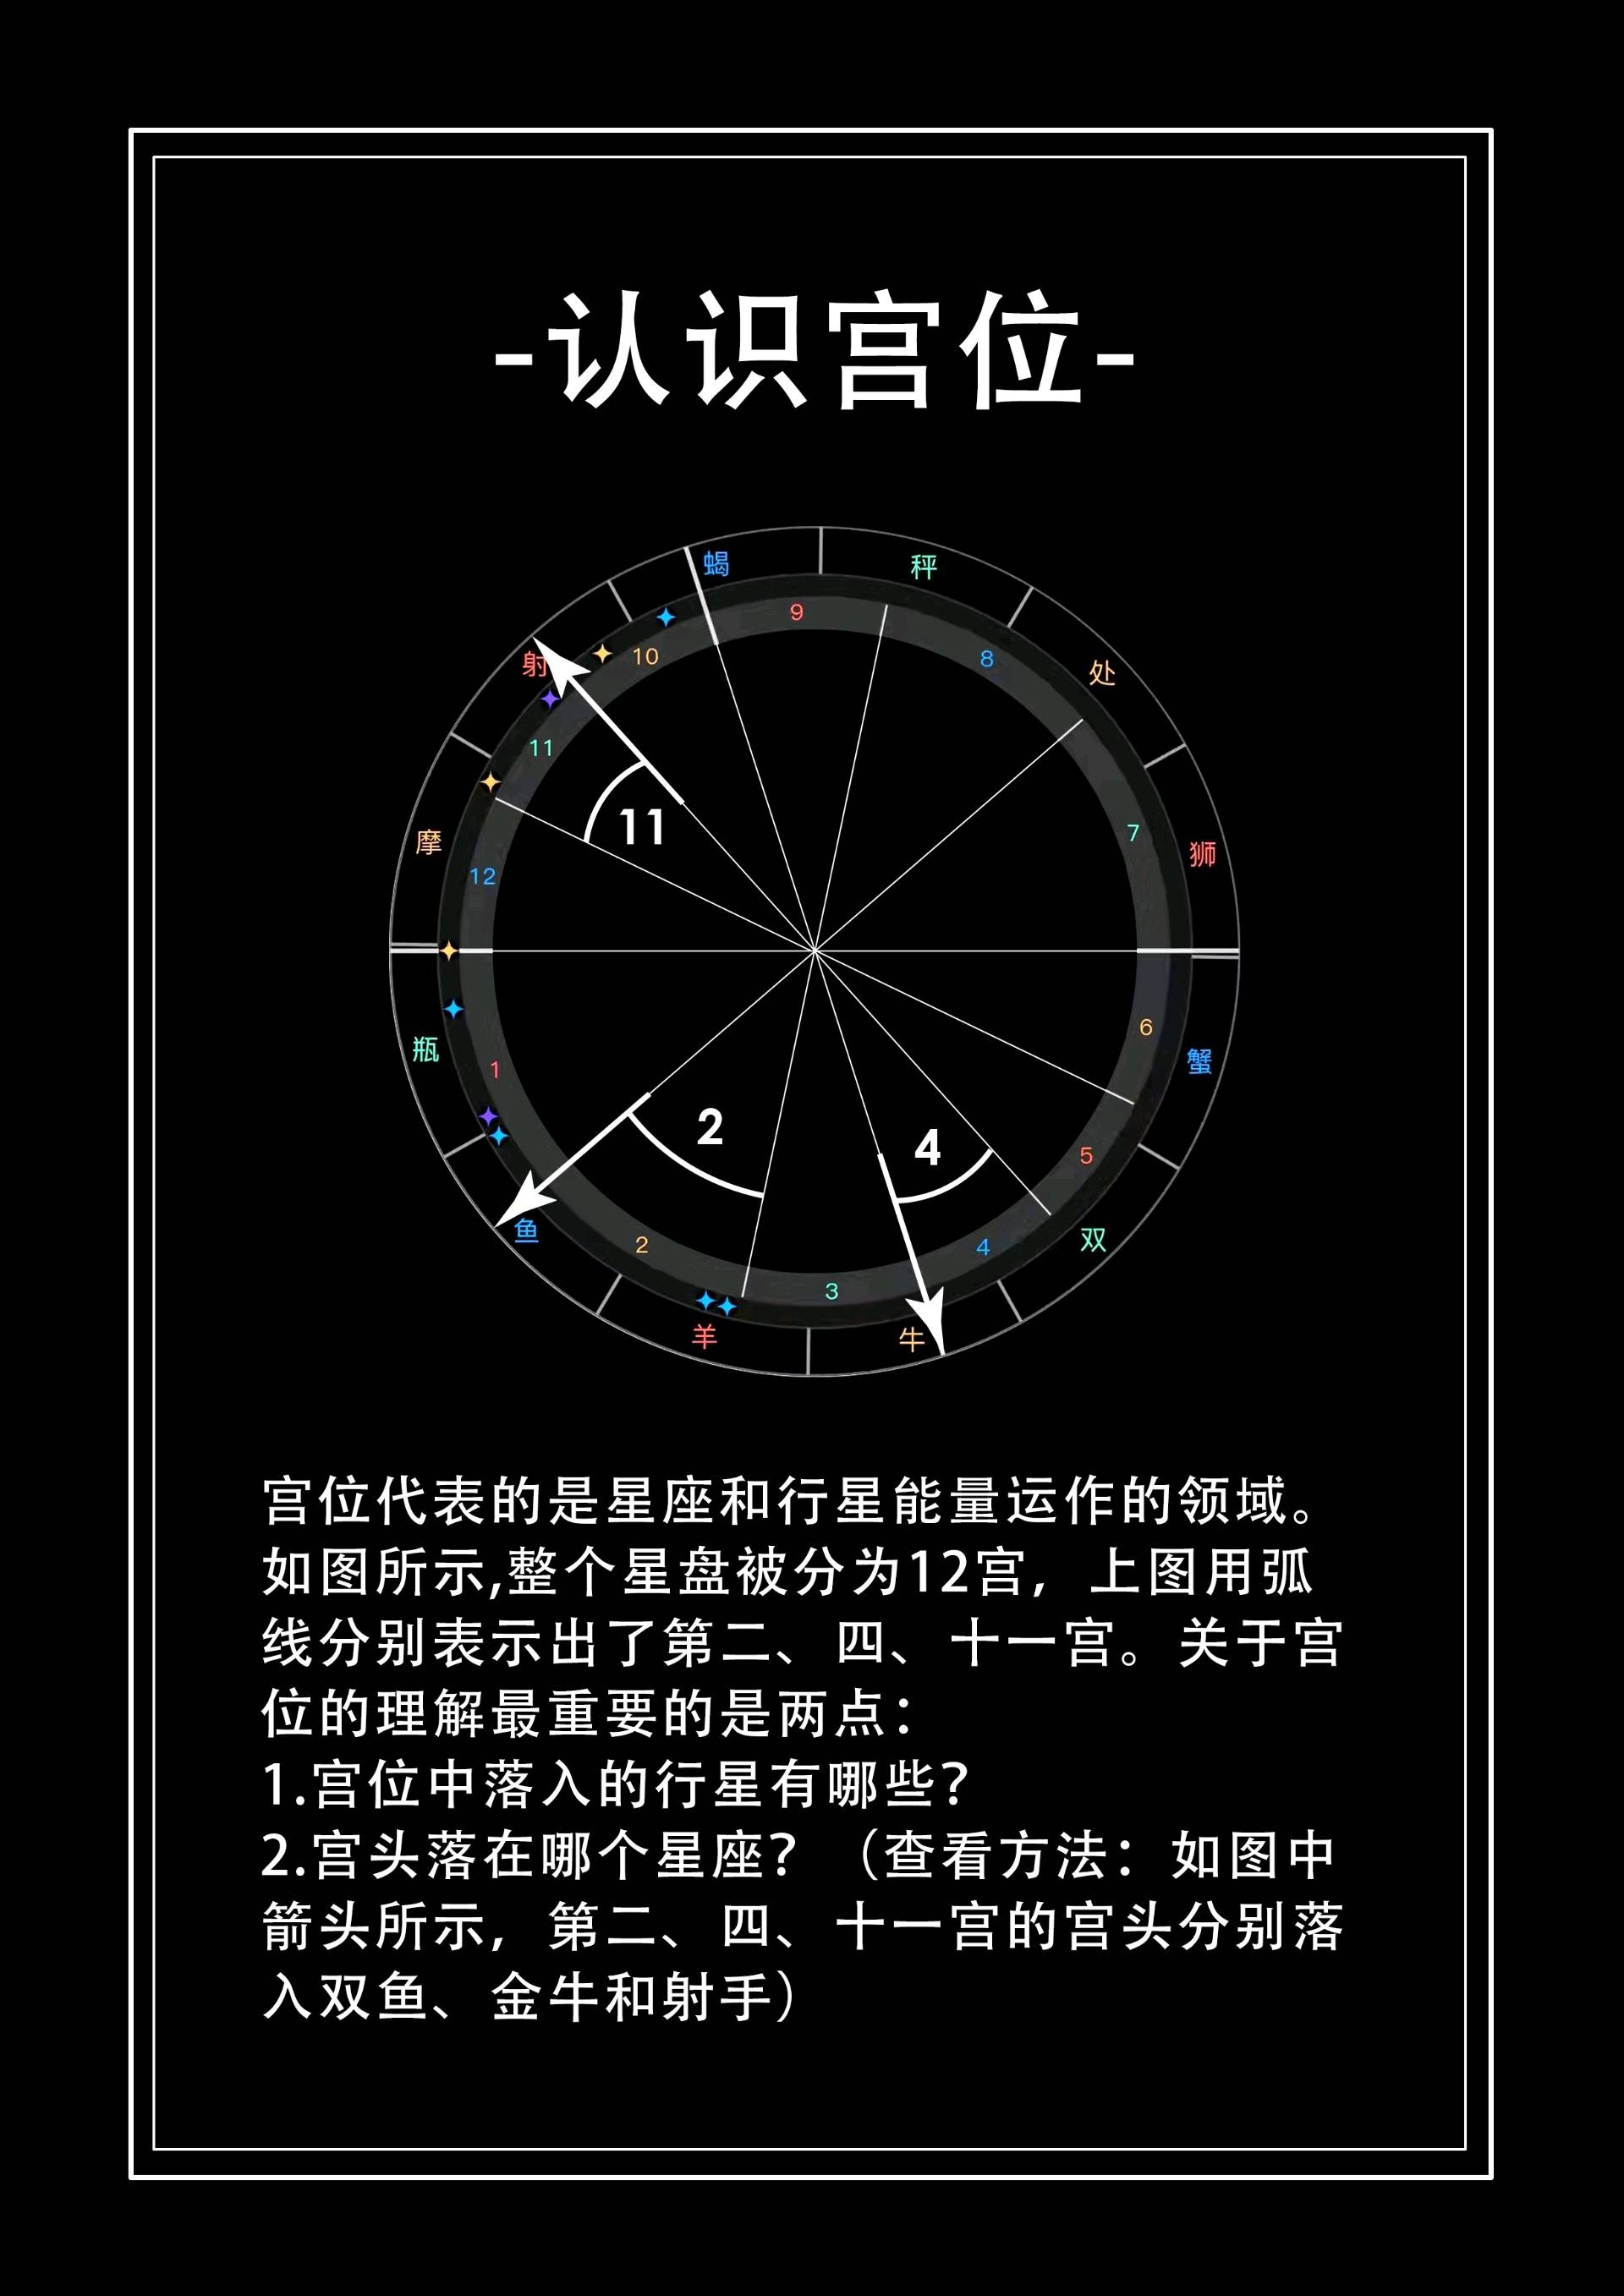 -认识宫位-
蝎
秤
9
射
10
8
处
11
11
7
狮
摩
12
6
瓶
蟹
1
2
4
5
鱼
2
4
双
3
羊
牛
宫位代表的是星座和行星能量运作的领域。
如图所示,整个星盘被分为12宫，上图用弧
线分别表示出了第二、四、十一宫。关于宫
位的理解最重要的是两点：
1.宫位中落入的行星有哪些？
2.宫头落在哪个星座？（查看方法：如图中
箭头所示，第二、四、十一宫的宫头分别落
入双鱼、金牛和射手）